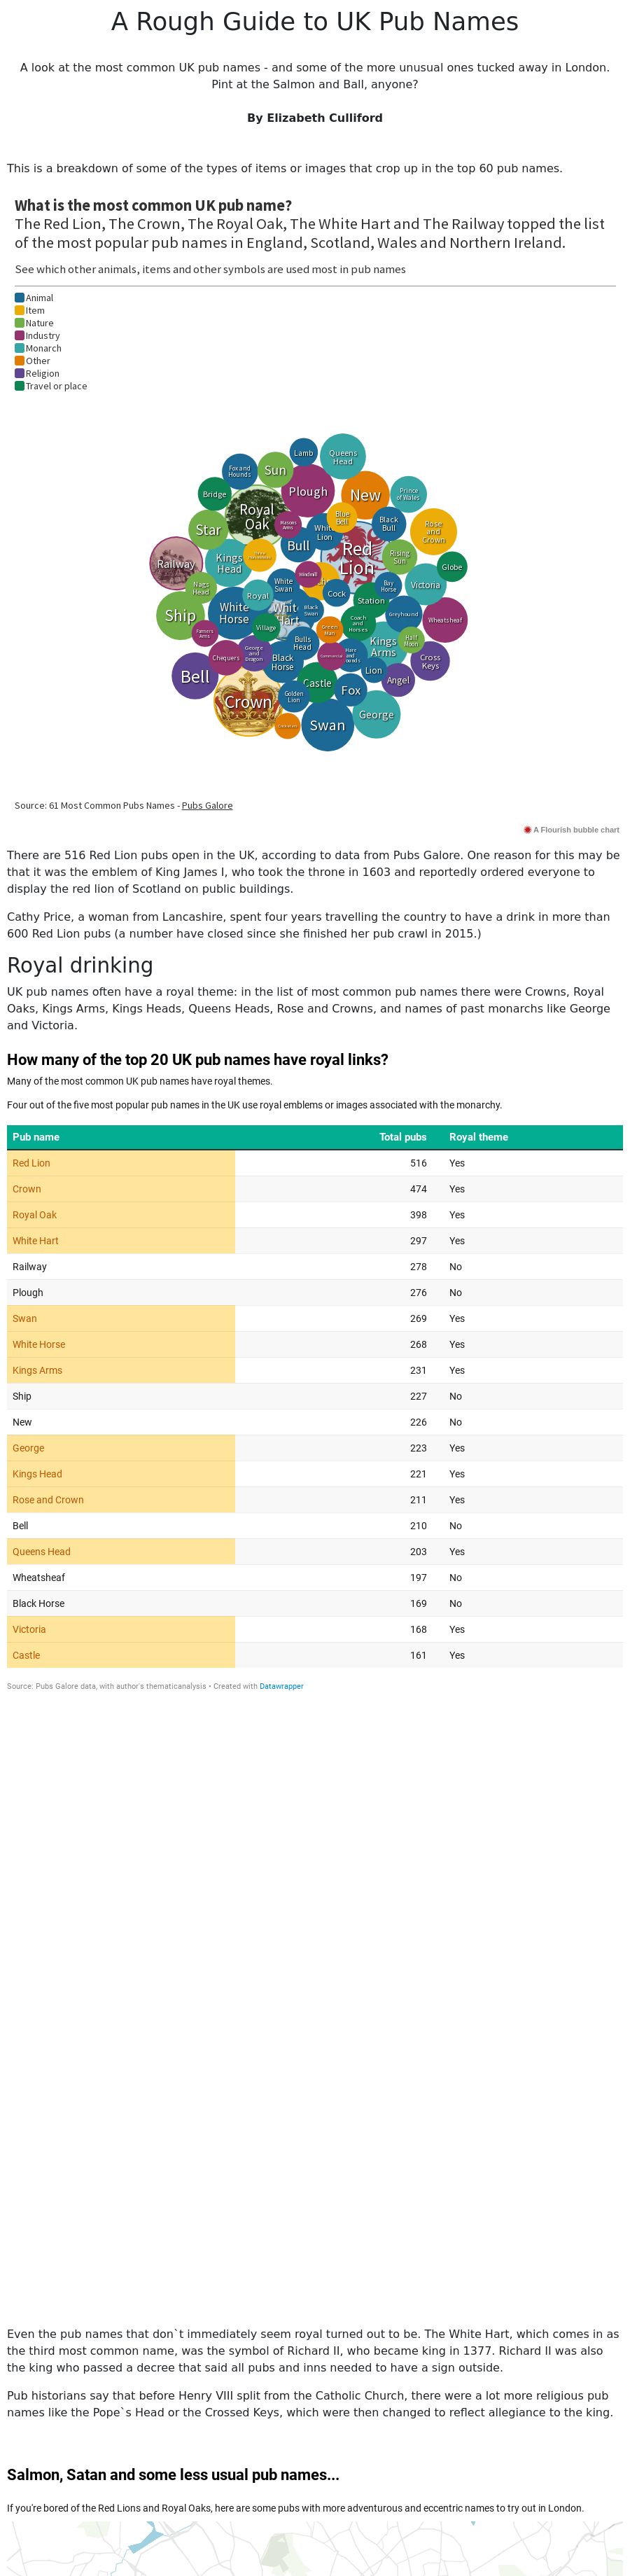 A Rough Guide to UK Pub Names
A look at the most common UK pub names - and some of the more unusual ones tucked away in London.
Pint at the Salmon and Ball, anyone?
By Elizabeth Culliford
This is a breakdown of some of the types of items or images that crop up in the top 60 pub names.
What is the most common UK pub name?
The Red Lion, The Crown, The Royal Oak, The White Hart and The Railway topped the list
of the most popular pub names in England, Scotland, Wales and Northern Ireland.
See which other animals, items and other symbols are used most in pub names
Animal
Item
Nature
Industry
Monarch
Other
Religion
Travel or place
Lamb
Queens
Head
Fox and
Hounds
Sun
Plough
New
Prince
of Wales
Bridge
Royal
Oak
Blue
Bell
Black
Bull
Rose
and
Crown
Star
Masons
Arms
White
Lion
Bull
Red
Lion
Rising
Sun
Railway
Kings
Head
Globe
Windmill
Nags
Head
White
Swan
Cock
Bay
Horse
Victoria
Royal
Station
Ship
White
Horse
White
Hart
Black
Swan
Greyhound
Wheatsheaf
Village
Coach
and
Horses
Farmers
Arms
Green
Man
Half
Moon
Bulls
Head
Kings
Arms
Chequers
George
and
Dragon
Black
Horse
Commercial
Hare
and
Hounds
Cross
Keys
Bell
Lion
Angel
Castle
Fox
Crown
Golden
Lion
George
Swan
Source: 61 Most Common Pubs Names - Pubs Galore
A Flourish bubble chart
There are 516 Red Lion pubs open in the UK, according to data from Pubs Galore. One reason for this may be
that it was the emblem of King James I, who took the throne in 1603 and reportedly ordered everyone to
display the red lion of Scotland on public buildings.
Cathy Price, a woman from Lancashire, spent four years travelling the country to have a drink in more than
600 Red Lion pubs (a number have closed since she finished her pub crawl in 2015.)
Royal drinking
UK pub names often have a royal theme: in the list of most common pub names there were Crowns, Royal
Oaks, Kings Arms, Kings Heads, Queens Heads, Rose and Crowns, and names of past monarchs like George
and Victoria.
How many of the top 20 UK pub names have royal links?
Many of the most common UK pub names have royal themes.
Four out of the five most popular pub names in the UK use royal emblems or images associated with the monarchy.
Pub name Total pubs Royal theme
Red Lion 516 Yes
Crown 474 Yes
Royal Oak 398 Yes
White Hart 297 Yes
Railway 278 No
Plough 276 No
Swan 269 Yes
White Horse 268 Yes
Kings Arms 231 Yes
Ship 227 No
New 226 No
George 223 Yes
Kings Head 221 Yes
Rose and Crown 211 Yes
Bell 210 No
Queens Head 203 Yes
Wheatsheaf 197 No
Black Horse 169 No
Victoria 168 Yes
Castle 161 Yes
Source: Pubs Galore data, with author's thematicanalysis • Created with Datawrapper
Even the pub names that don`t immediately seem royal turned out to be. The White Hart, which comes in as
the third most common name, was the symbol of Richard II, who became king in 1377. Richard II was also
the king who passed a decree that said all pubs and inns needed to have a sign outside.
Pub historians say that before Henry VIII split from the Catholic Church, there were a lot more religious pub
names like the Pope`s Head or the Crossed Keys, which were then changed to reflect allegiance to the king.
Salmon, Satan and some less usual pub names...
If you're bored of the Red Lions and Royal Oaks, here are some pubs with more adventurous and eccentric names to try out in London.